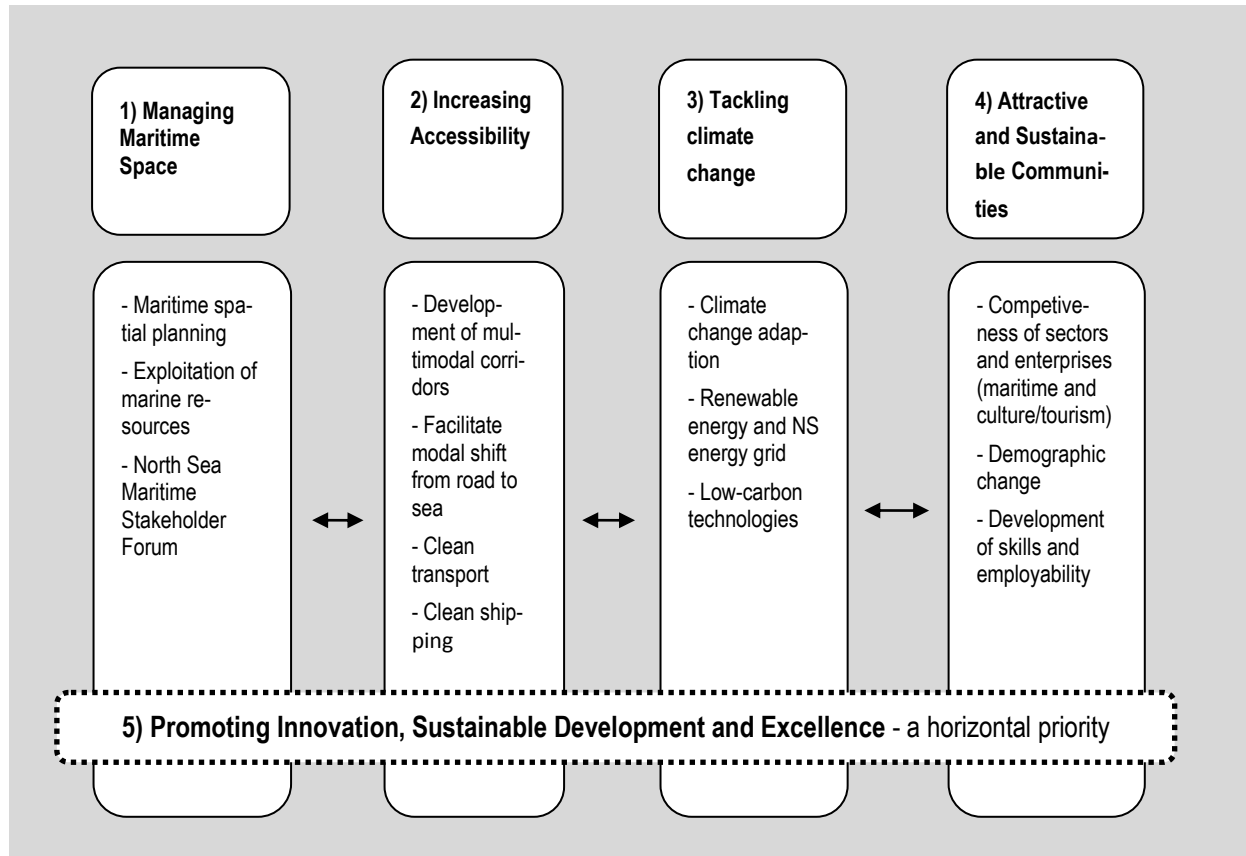 1) Managing
Maritime
Space
2) Increasing
Accessibility
3) Tackling
climate
change
4) Attractive
and Sustaina-
ble Communi-
ties
- Maritime spa-
tial planning
- Exploitation of
marine re-
sources
- North Sea
Maritime
Stakeholder
Forum
- Develop-
ment of mul-
timodal corri-
dors
- Facilitate
modal shift
from road to
sea
- Clean
transport
- Clean ship-
ping
- Climate
change adap-
tion
- Renewable
energy and NS
energy grid
- Low-carbon
technologies
- Competive-
ness of sectors
and enterprises
(maritime and
culture/tourism)
- Demographic
change
- Development
of skills and
employability
5) Promoting Innovation, Sustainable Development and Excellence - a horizontal priority